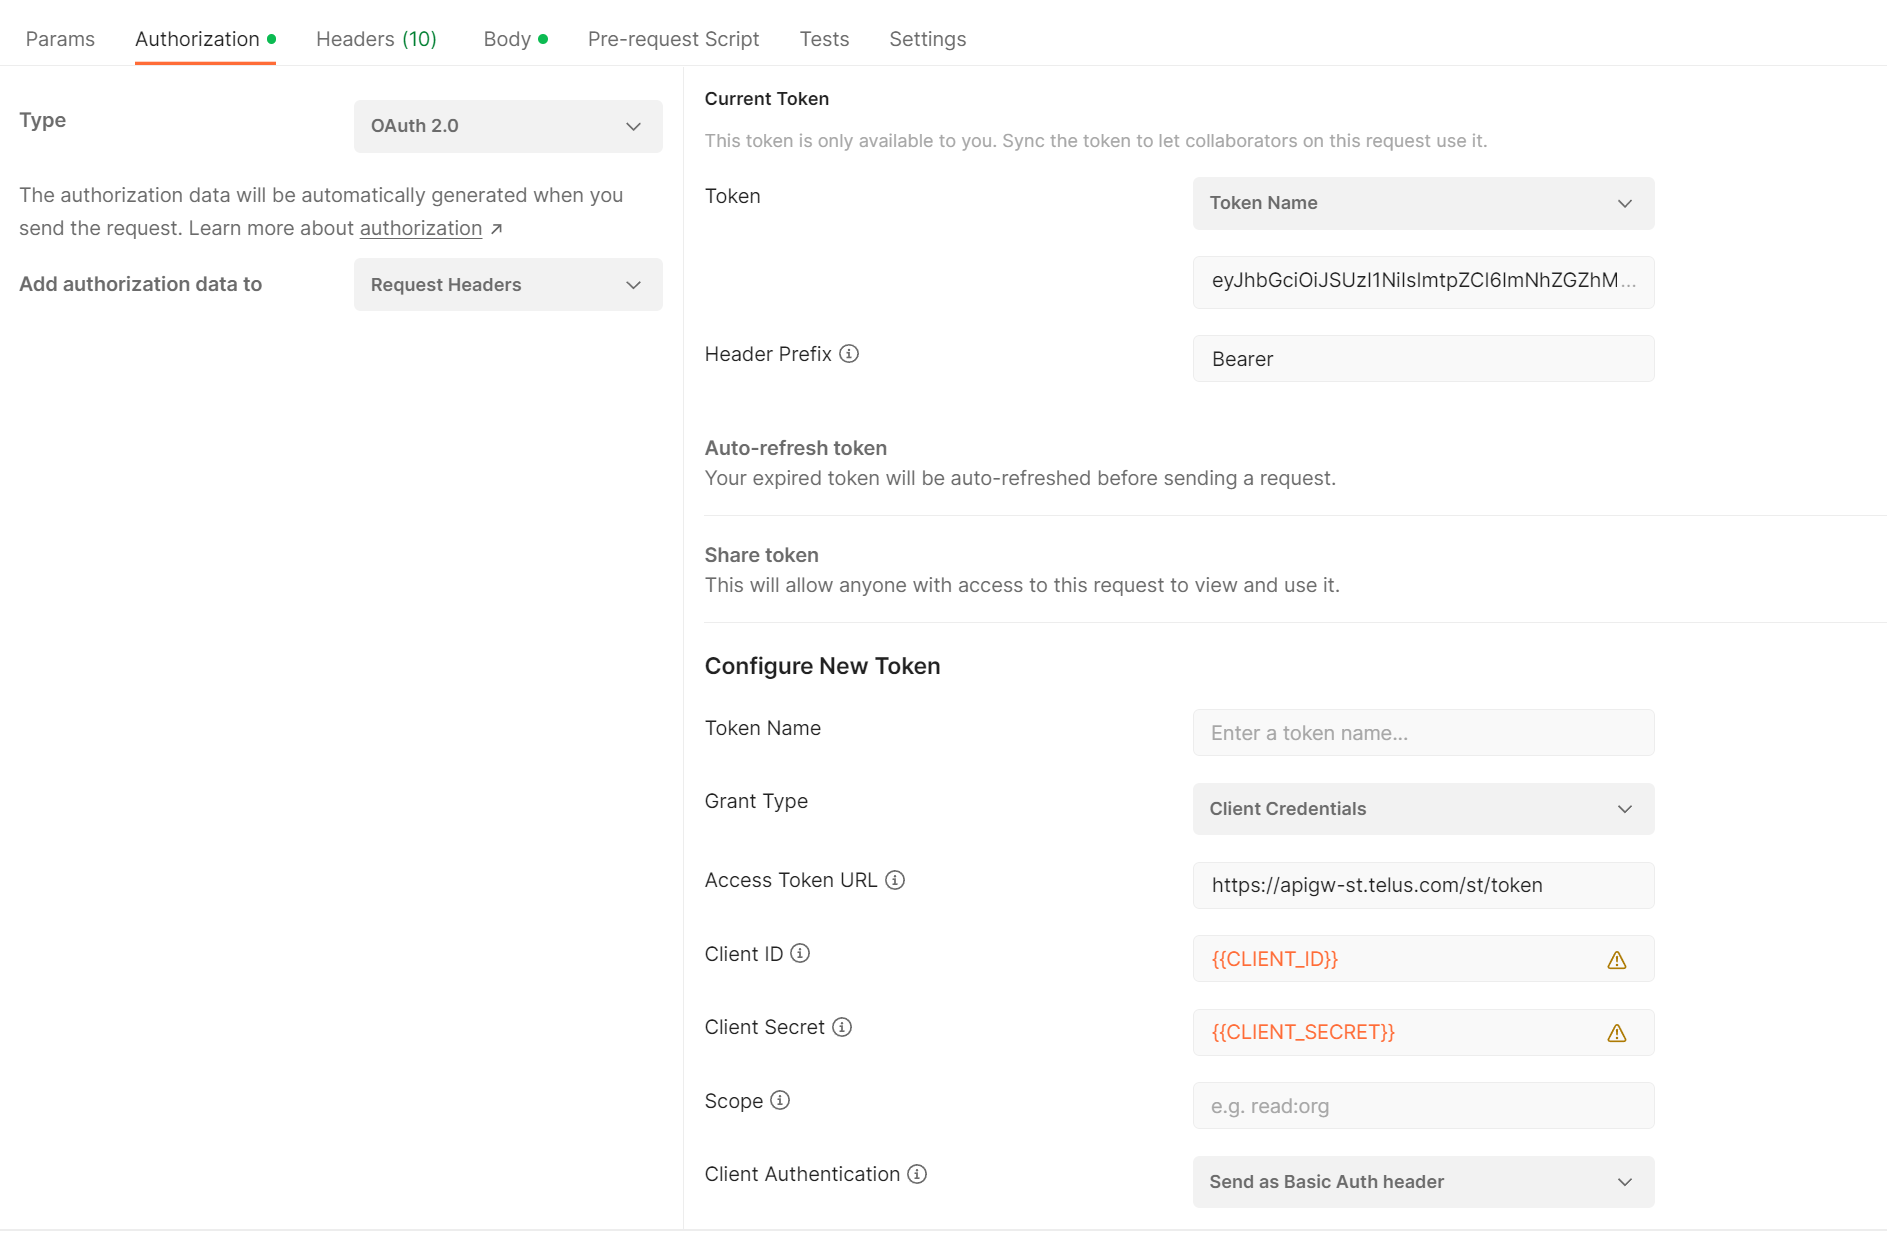 Params Authorization Headers (10) Body Pre-request Script Tests Settings
Type
OAuth 2.0
The authorization data will be automatically generated when you
send the request. Learn more about authorization ↗
Add authorization data to
Request Headers
Current Token
This token is only available to you. Sync the token to let collaborators on this request use it.
Token
Token Name
eyJhbGciOiJSUzI1NiIsImtpZCI6ImNhZGZhM...
Header Prefix
Bearer
Auto-refresh token
Your expired token will be auto-refreshed before sending a request.
Share token
This will allow anyone with access to this request to view and use it.
Configure New Token
Token Name
Enter a token name...
Grant Type
Client Credentials
Access Token URL
https://apigw-st.telus.com/st/token
Client ID
{{CLIENT_ID}}
Client Secret
{{CLIENT_SECRET}}
Scope
e.g. read:org
Client Authentication
Send as Basic Auth header